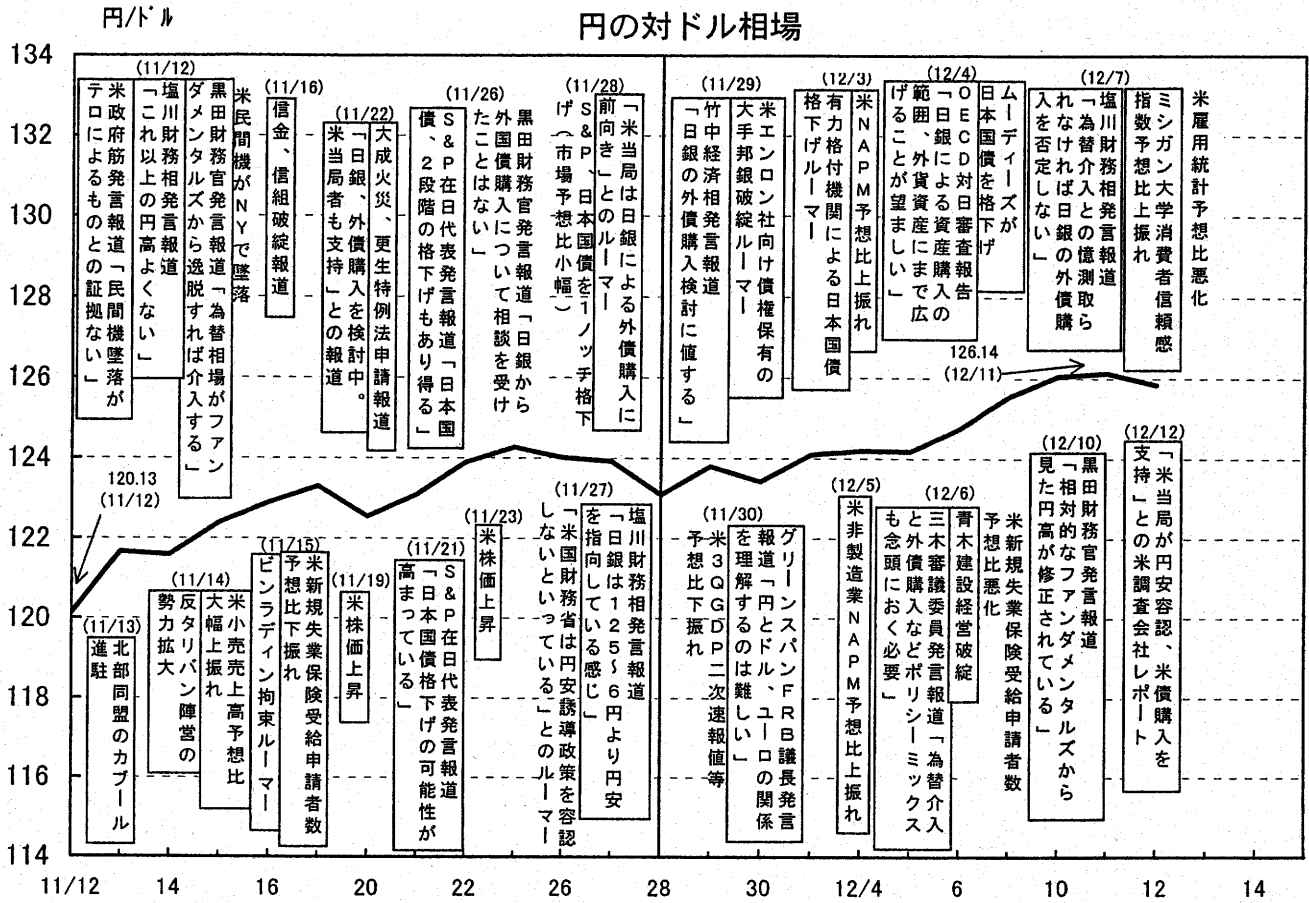 円の対ドル相場
円/ドル
134
132
130
128
126
124
122
120
118
116
114
(11/12)
米政府筋発言報道「民間機墜落が
テロによるものとの証拠ない」
塩川財務相発言報道
「これ以上の円高よくない」
黒田財務官発言報道「為替相場がファン
ダメンタルズから逸脱すれば介入する」
米民間機がNYで墜落
(11/16)
信金、信組破綻報道
(11/22)
大成火災、更生特例法申請報道
「日銀、外債購入を検討中。
米当局者も支持」との報道
(11/26)
S&P在日代表発言報道「日本国
債、2段階の格下げもあり得る」
黒田財務官発言報道「日銀から
外国債購入について相談を受け
たことはない」
(11/28)
「米当局は日銀による外債購入に
前向き」とのルーマー
S&P、日本国債を1ノッチ格下
げ(市場予想比小幅)
(11/29)
米エンロン社向け債権保有の
大手邦銀破綻ルーマー
竹中経済相発言報道
「日銀の外債購入検討に値する」
(12/3)
米NAPM予想比上振れ
有力格付機関による日本国債
格下げルーマー
(12/4)
ムーディーズが
日本国債を格下げ
OECD対日審査報告
「日銀による資産購入の
範囲、外貨資産にまで広
げることが望ましい」
(12/7)
塩川財務相発言報道
「為替介入との憶測取ら
れなければ日銀の外債購
入を否定しない」
ミシガン大学消費者信頼感
指数予想比上振れ
米雇用統計予想比悪化
120.13
(11/12)
126.14
(12/11)
(11/13)
北部同盟のカブール
進駐
(11/14)
反タリバン陣営の
勢力拡大
米小売売上高予想比
大幅上振れ
(11/15)
ビンラディン拘束ルーマー
米新規失業保険受給申請者数
予想比下振れ
(11/19)
米株価上昇
(11/21)
S&P在日代表発言報道
「日本国債格下げの可能性が
高まっている」
(11/23)
米株価上昇
(11/27)
塩川財務相発言報道
「日銀は125~6円より円安
を指向している感じ」
「米国財務省は円安誘導政策を容認
しないといっている」とのルーマー
(11/30)
グリーンスパンFRB議長発言
報道「円とドル、ユーロの関係
を理解するのは難しい」
米3QGDP二次速報値等
予想比下振れ
(12/5)
米非製造業NAPM予想比上振れ
(12/6)
三木審議委員発言報道「為替介入
と外債購入などポリシーミックス
も念頭におく必要」
青木建設経営破綻
米新規失業保険受給申請者数
予想比悪化
(12/10)
黒田財務官発言報道
「相対的なファンダメンタルズから
見た円高が修正されている」
(12/12)
「米当局が円安容認、米債購入を
支持」との米調査会社レポート
11/12
14
16
20
22
26
28
30
12/4
6
10
12
14